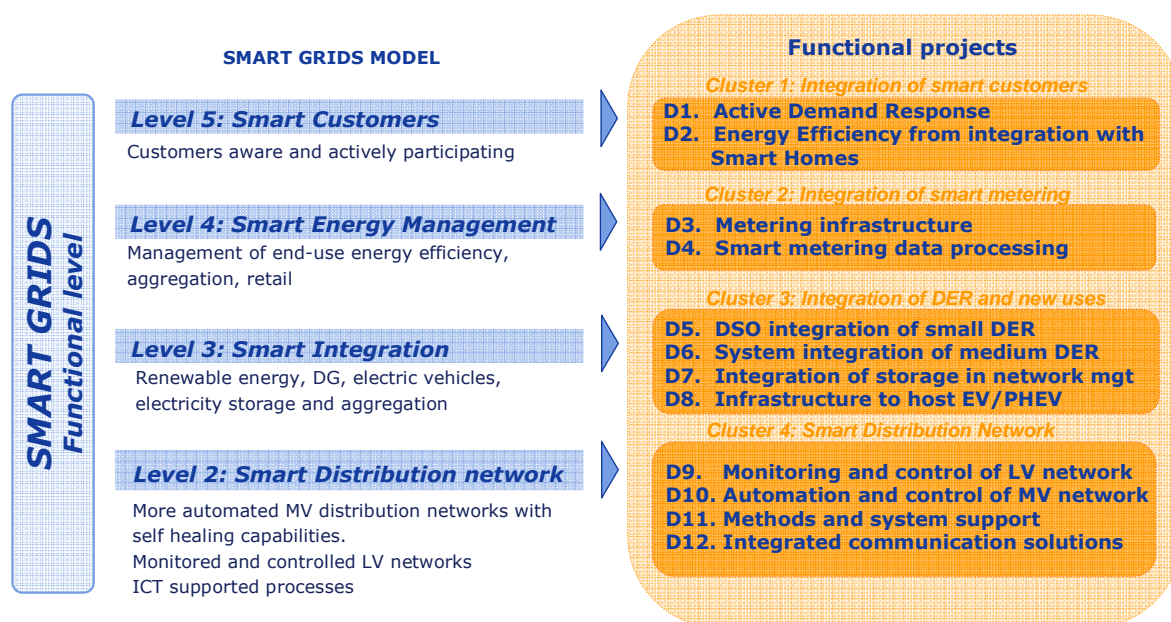 SMART GRIDS
Functional level
SMART GRIDS MODEL
Level 5: Smart Customers
Customers aware and actively participating
Level 4: Smart Energy Management
Management of end-use energy efficiency,
aggregation, retail
Level 3: Smart Integration
Renewable energy, DG, electric vehicles,
electricity storage and aggregation
Level 2: Smart Distribution network
More automated MV distribution networks with
self healing capabilities.
Monitored and controlled LV networks
ICT supported processes
Functional projects
Cluster 1: Integration of smart customers
D1. Active Demand Response
D2. Energy Efficiency from integration with
Smart Homes
Cluster 2: Integration of smart metering
D3. Metering infrastructure
D4. Smart metering data processing
Cluster 3: Integration of DER and new uses
D5. DSO integration of small DER
D6. System integration of medium DER
D7. Integration of storage in network mgt
D8. Infrastructure to host EV/PHEV
Cluster 4: Smart Distribution Network
D9. Monitoring and control of LV network
D10. Automation and control of MV network
D11. Methods and system support
D12. Integrated communication solutions